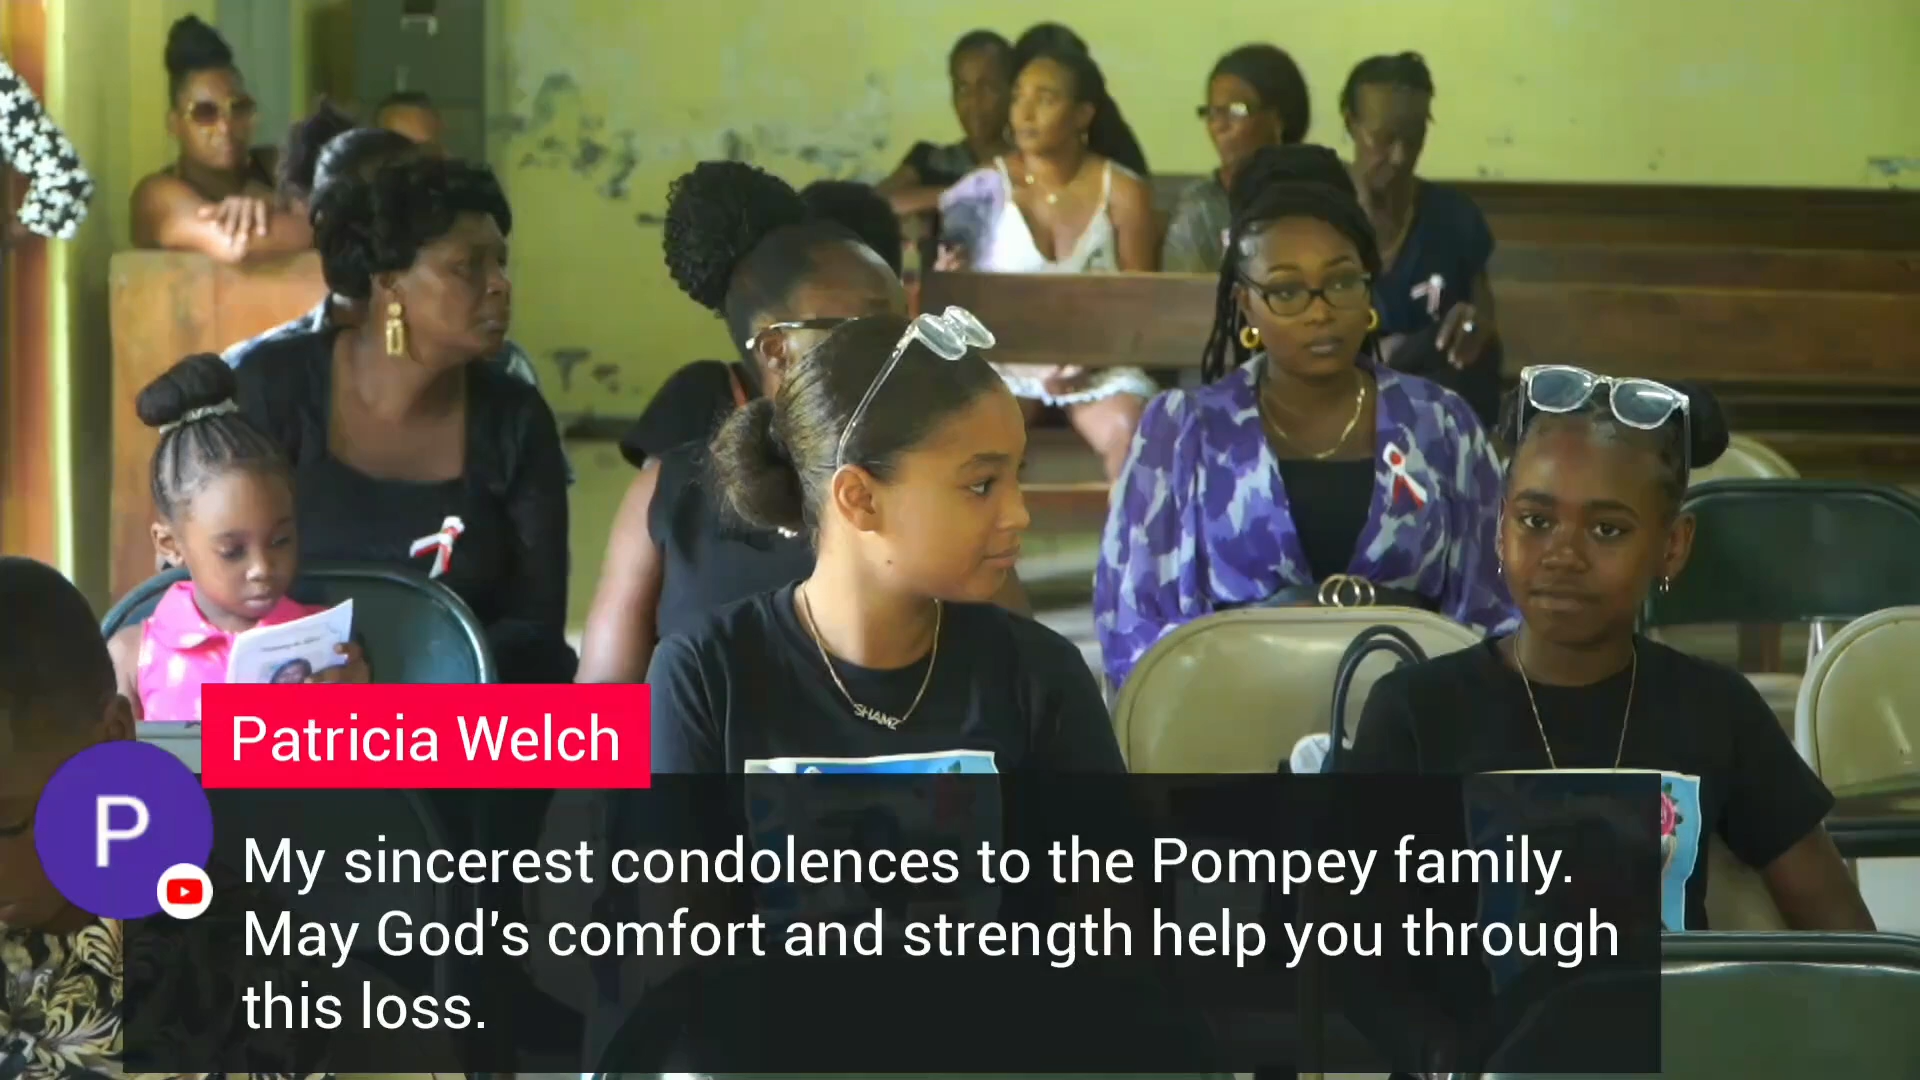 SHAMZ
Patricia Welch
P
My sincerest condolences to the Pompey family.
May God's comfort and strength help you through
this loss.